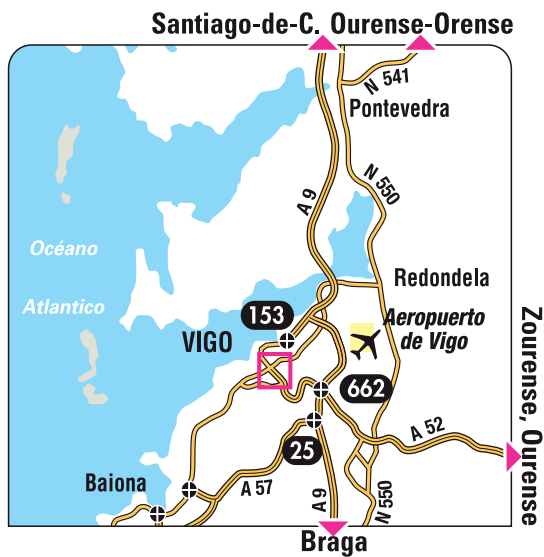 Santiago-de-C. Ourense-Orense
N 541
Pontevedra
N 550
A 9
Océano
Atlantico
Redondela
153
Aeropuerto
de Vigo
VIGO
662
Zourense, Ourense
A 52
25
Baiona
A 57
A 9
N 550
Braga